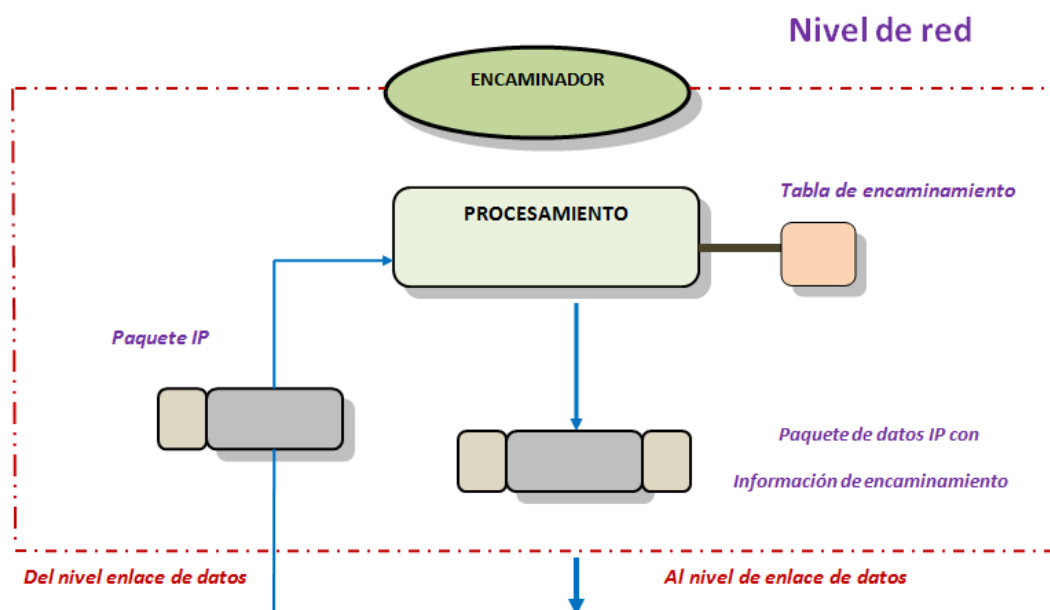 Nivel de red
ENCAMINADOR
PROCESAMIENTO
Tabla de encaminamiento
Paquete IP
Paquete de datos IP con
Información de encaminamiento
Del nivel enlace de datos
Al nivel de enlace de datos